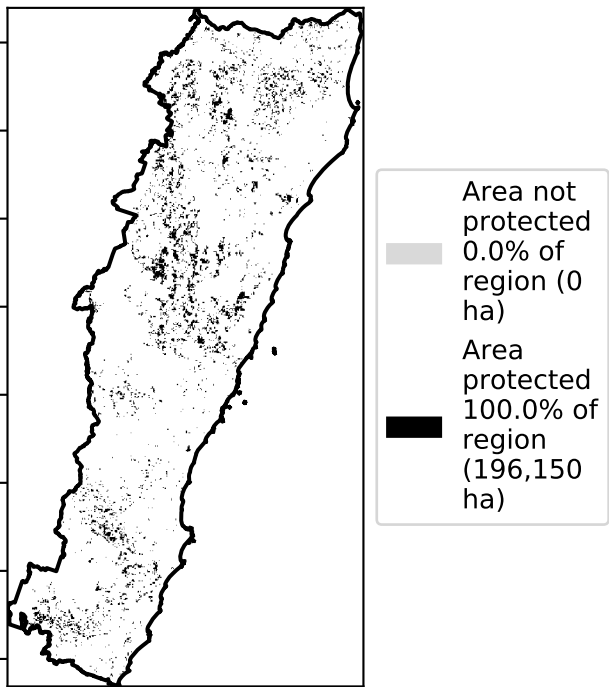 Area not
protected
0.0% of
region (0
ha)
Area
protected
100.0% of
region
(196,150
ha)